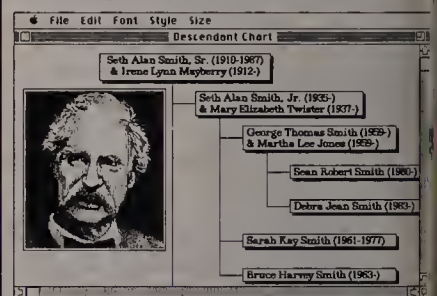 File Edit Font Style Size
Descendant Chart
Seth Alan Smith, Sr. (1910-1987)
& Irene Lynn Mayberry (1912-)
Seth Alan Smith, Jr. (1935-)
& Mary Elizabeth Twister (1937-)
George Thomas Smith (1959-)
& Martha Lee Jones (1959-)
Sean Robert Smith (1980-)
Debra Jean Smith (1983-)
Sarah Kay Smith (1961-1977)
Bruce Harvey Smith (1963-)